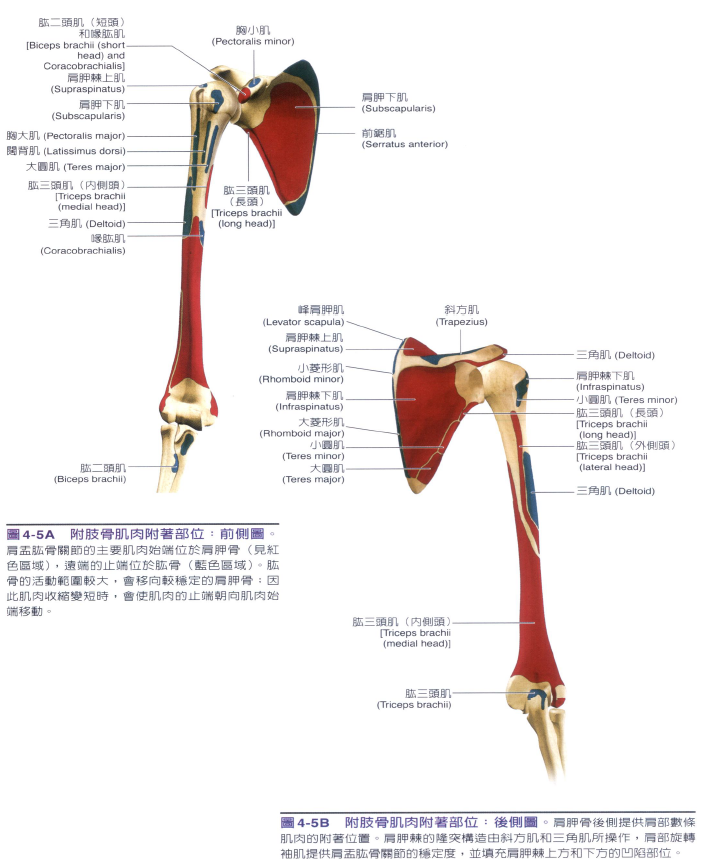 肱二頭肌（短頭）
和喙肱肌
[Biceps brachii (short
head) and
Coracobrachialis]
肩胛棘上肌
(Supraspinatus)
肩胛下肌
(Subscapularis)
胸大肌 (Pectoralis major)
闊背肌 (Latissimus dorsi)
大圓肌 (Teres major)
肱三頭肌（內側頭）
[Triceps brachii
(medial head)]
三角肌 (Deltoid)
喙肱肌
(Coracobrachialis)
肱二頭肌
(Biceps brachii)
胸小肌
(Pectoralis minor)
肩胛下肌
(Subscapularis)
前鋸肌
(Serratus anterior)
肱三頭肌
（長頭）
[Triceps brachii
(long head)]
圖4-5A 附肢骨肌肉附著部位：前側圖。
肩盂肱骨關節的主要肌肉始端位於肩胛骨（見紅
色區域），遠端的止端位於肱骨（藍色區域）。肱
骨的活動範圍較大，會移向較穩定的肩胛骨；因
此肌肉收縮變短時，會使肌肉的止端朝向肌肉始
端移動。
峰肩胛肌
(Levator scapula)
肩胛棘上肌
(Supraspinatus)
小菱形肌
(Rhomboid minor)
肩胛棘下肌
(Infraspinatus)
大菱形肌
(Rhomboid major)
小圓肌
(Teres minor)
大圓肌
(Teres major)
斜方肌
(Trapezius)
三角肌 (Deltoid)
肩胛棘下肌
(Infraspinatus)
小圓肌 (Teres minor)
肱三頭肌（長頭）
[Triceps brachii
(long head)]
肱三頭肌（外側頭）
[Triceps brachii
(lateral head)]
三角肌 (Deltoid)
肱三頭肌（內側頭）
[Triceps brachii
(medial head)]
肱三頭肌
(Triceps brachii)
圖4-5B 附肢骨肌肉附著部位：後側圖。肩胛骨後側提供肩部數條
肌肉的附著位置。肩胛棘的隆突構造由斜方肌和三角肌所操作，肩部旋轉
袖肌提供肩盂肱骨關節的穩定度，並填充肩胛棘上方和下方的凹陷部位。